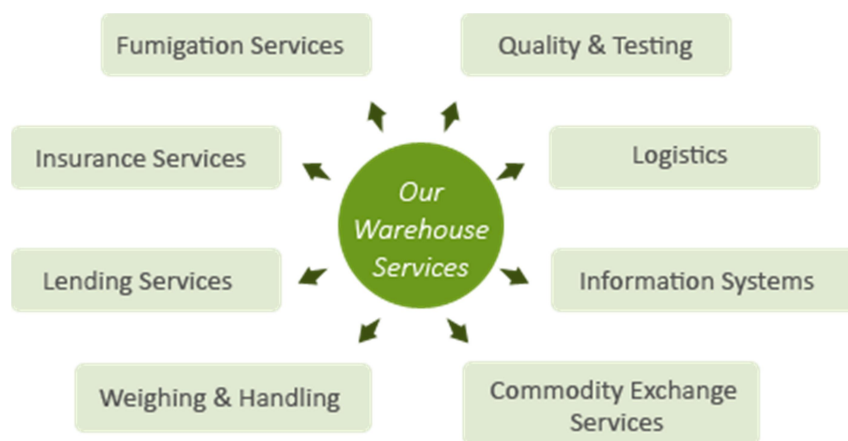 Fumigation Services
Quality & Testing
Insurance Services
Logistics
Our
Warehouse
Services
Lending Services
Information Systems
Weighing & Handling
Commodity Exchange
Services